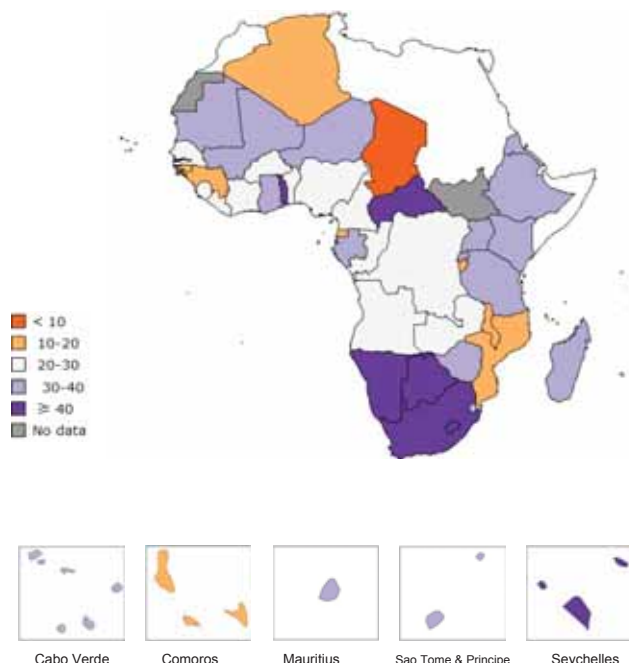 < 10
10-20
20-30
30-40
≥ 40
No data
Cabo Verde
Comoros
Mauritius
Sao Tome & Principe
Seychelles